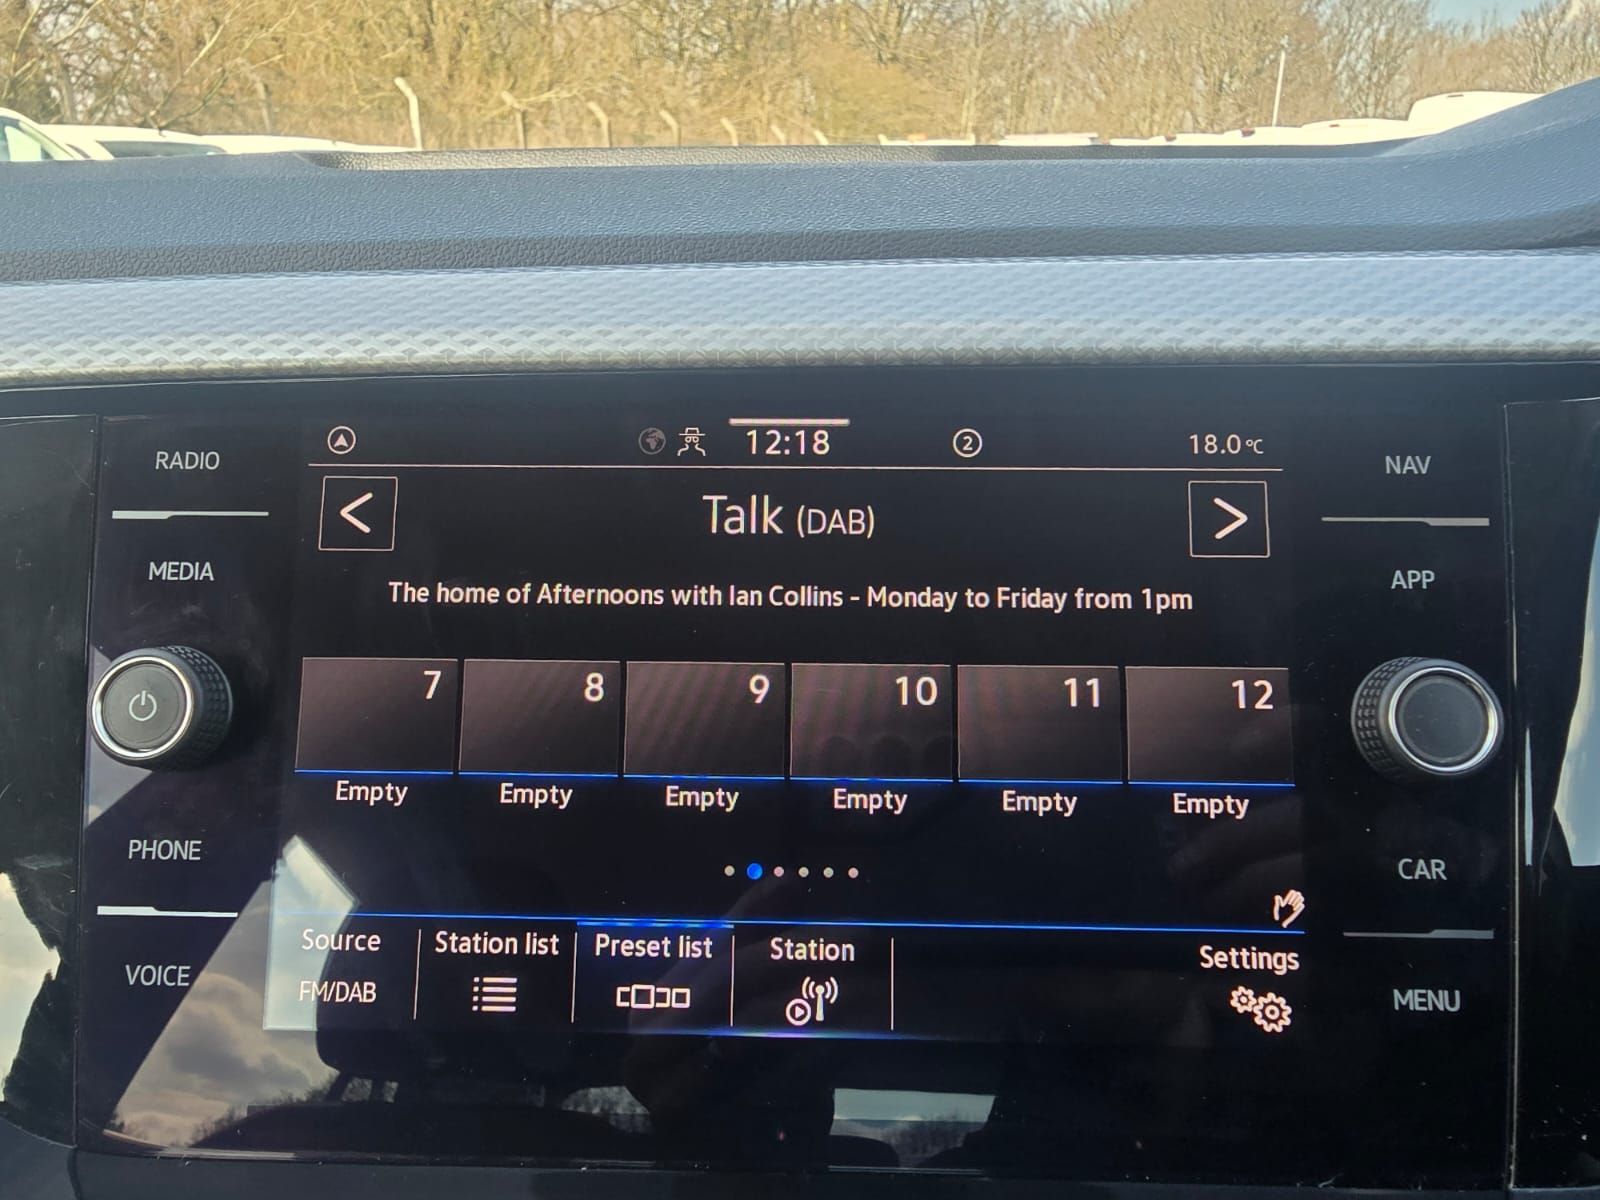 RADIO
MEDIA
PHONE
VOICE
12:18
2
18.0 °C
<
Talk (DAB)
>
The home of Afternoons with Ian Collins - Monday to Friday from 1pm
7 8 9 10 11 12
Empty Empty Empty Empty Empty Empty
Source
FM/DAB
Station list
Preset list
Station
Settings
NAV
APP
CAR
MENU